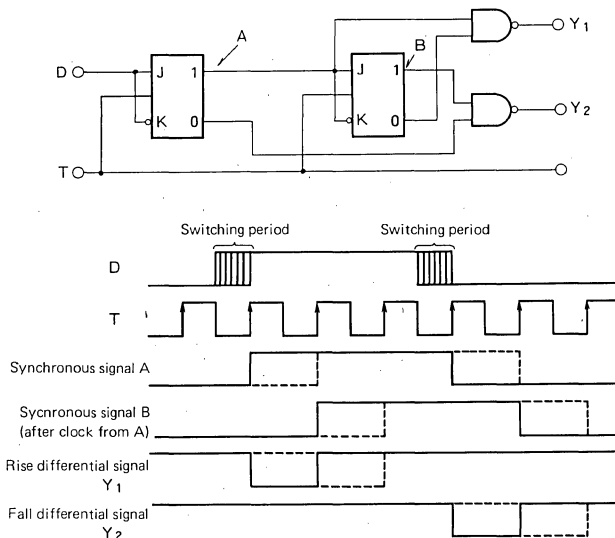 A
B
Y1
D
J 1
J 1
Y2
K 0
K 0
T
Switching period
Switching period
D
T
Synchronous signal A
Sycnronous signal B
(after clock from A)
Rise differential signal
Y1
Fall differential signal
Y2